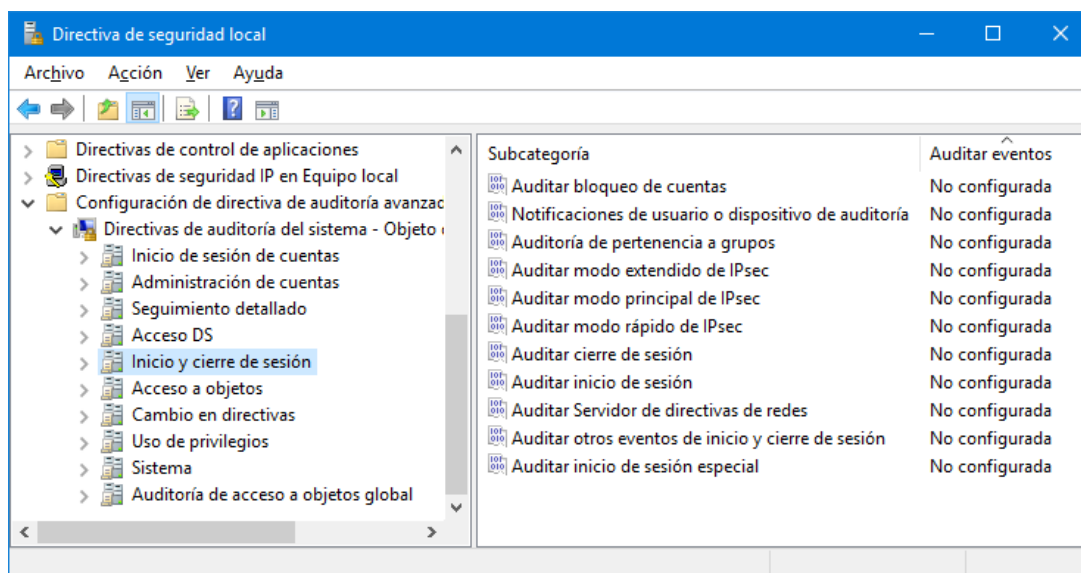 Directiva de seguridad local
Archivo Acción Ver Ayuda
Directivas de control de aplicaciones
Directivas de seguridad IP en Equipo local
Configuración de directiva de auditoría avanzad
Directivas de auditoría del sistema - Objeto
Inicio de sesión de cuentas
Administración de cuentas
Seguimiento detallado
Acceso DS
Inicio y cierre de sesión
Acceso a objetos
Cambio en directivas
Uso de privilegios
Sistema
Auditoría de acceso a objetos global
Subcategoría Auditar eventos
Auditar bloqueo de cuentas No configurada
Notificaciones de usuario o dispositivo de auditoría No configurada
Auditoría de pertenencia a grupos No configurada
Auditar modo extendido de IPsec No configurada
Auditar modo principal de IPsec No configurada
Auditar modo rápido de IPsec No configurada
Auditar cierre de sesión No configurada
Auditar inicio de sesión No configurada
Auditar Servidor de directivas de redes No configurada
Auditar otros eventos de inicio y cierre de sesión No configurada
Auditar inicio de sesión especial No configurada